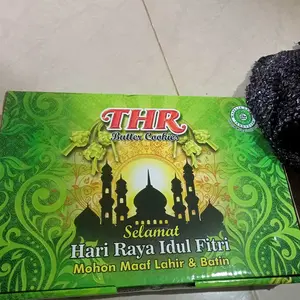 THR
Butter Cookies
Selamat
Hari Raya Idul Fitri
Mohon Maaf Lahir & Batin